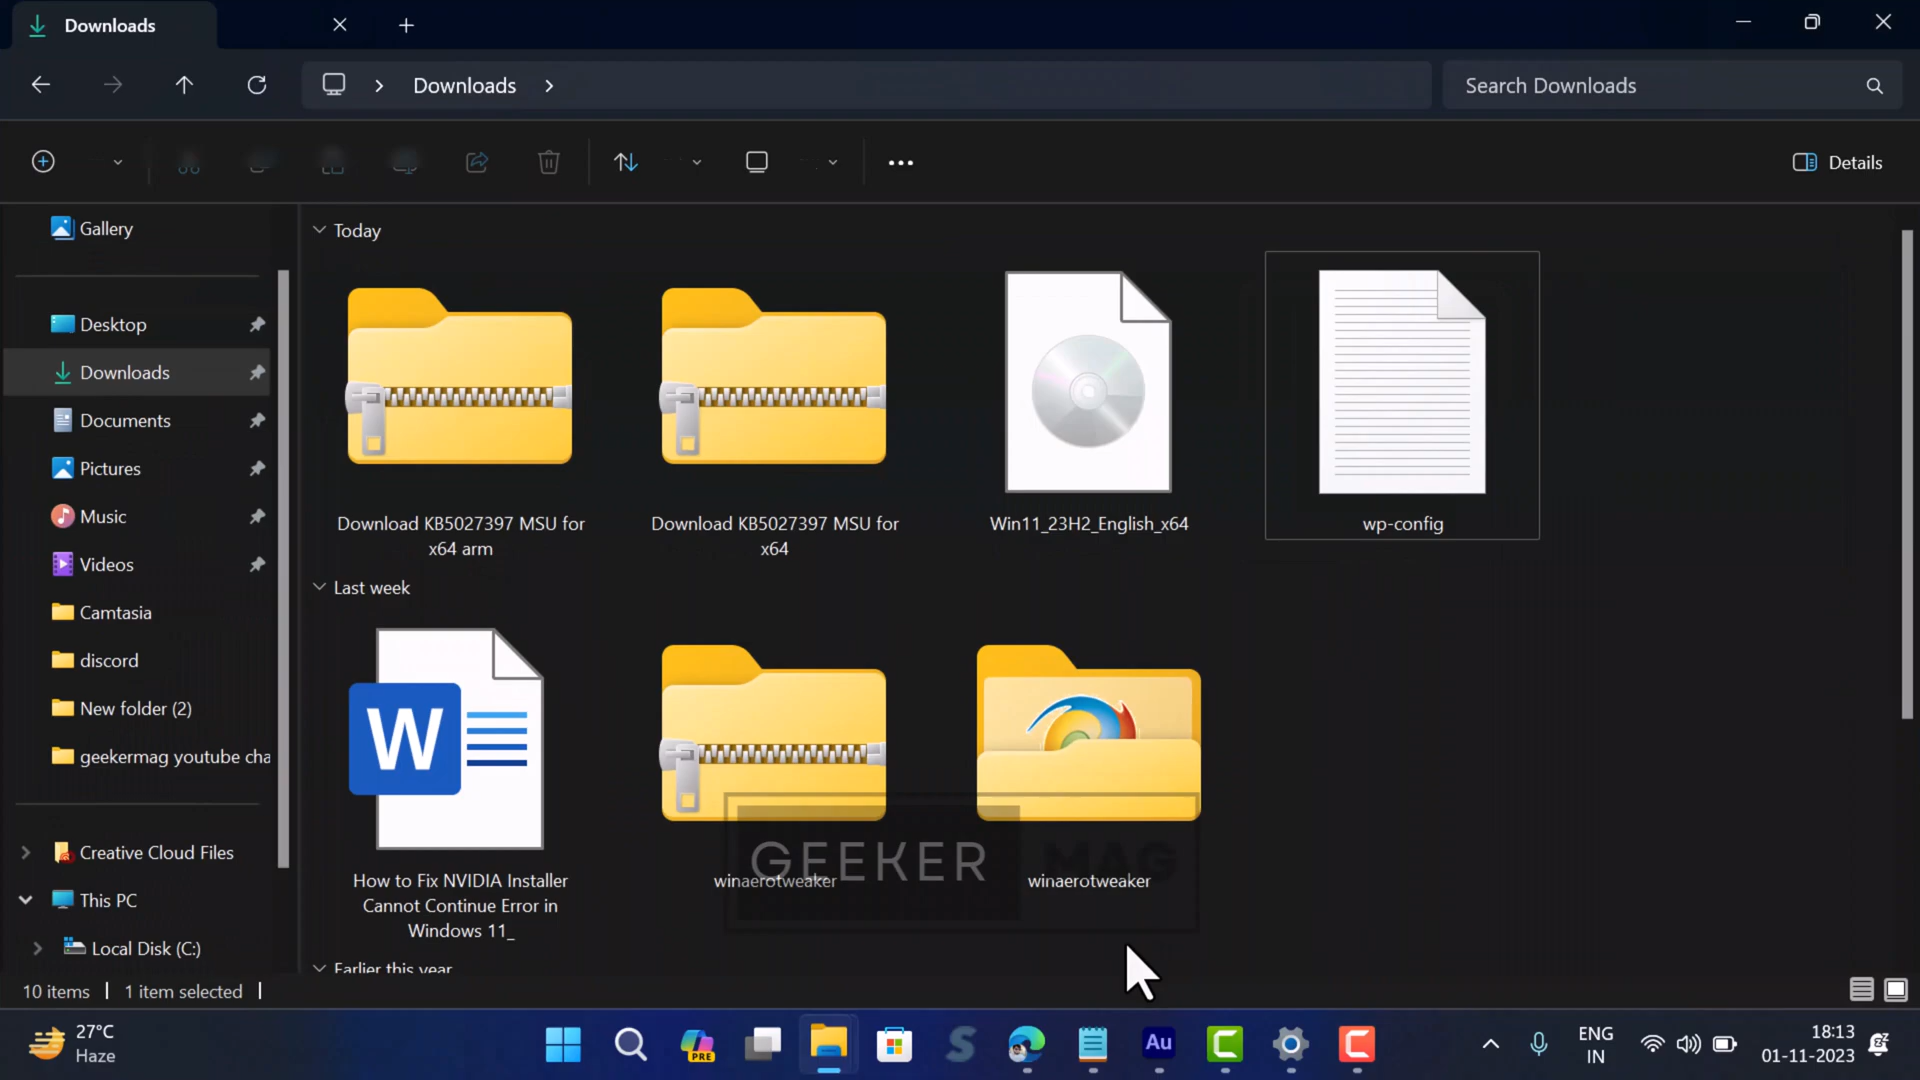 Downloads
Downloads
Search Downloads
Details
Gallery
Desktop
Downloads
Documents
Pictures
Music
Videos
Camtasia
discord
New folder (2)
geekermag youtube cha
Creative Cloud Files
This PC
Local Disk (C:)
Today
Download KB5027397 MSU for
x64 arm
Download KB5027397 MSU for
x64
Win11_23H2_English_x64
wp-config
Last week
W
How to Fix NVIDIA Installer
Cannot Continue Error in
Windows 11_
winaerotweaker
winaerotweaker
GEEKER MAG
Earlier this year
10 items
1 item selected
27°C
Haze
PRE
Au
ENG
IN
18:13
01-11-2023